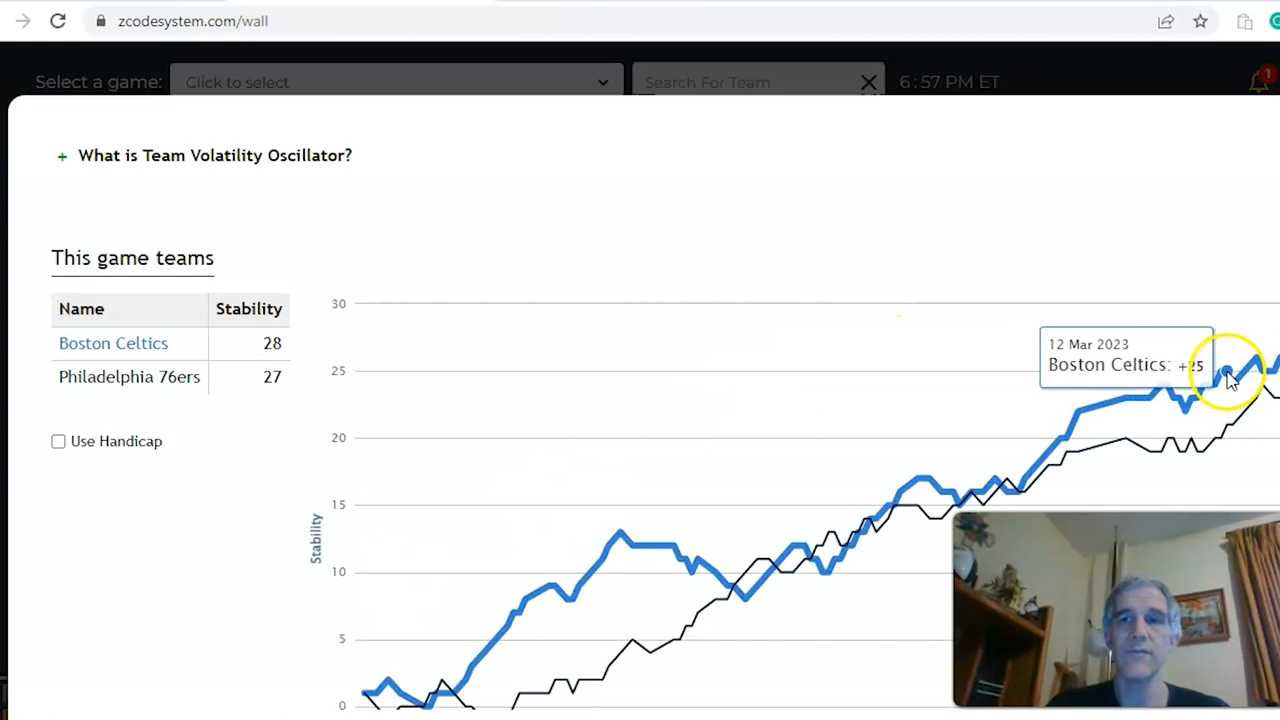 zcodesystem.com/wall
Select a game: Click to select Search For Team 6:57 PM ET
1
+ What is Team Volatility Oscillator?
This game teams
Name Stability
Boston Celtics 28
Philadelphia 76ers 27
Use Handicap
30
25
20
15
10
5
0
Stability
12 Mar 2023
Boston Celtics: +25